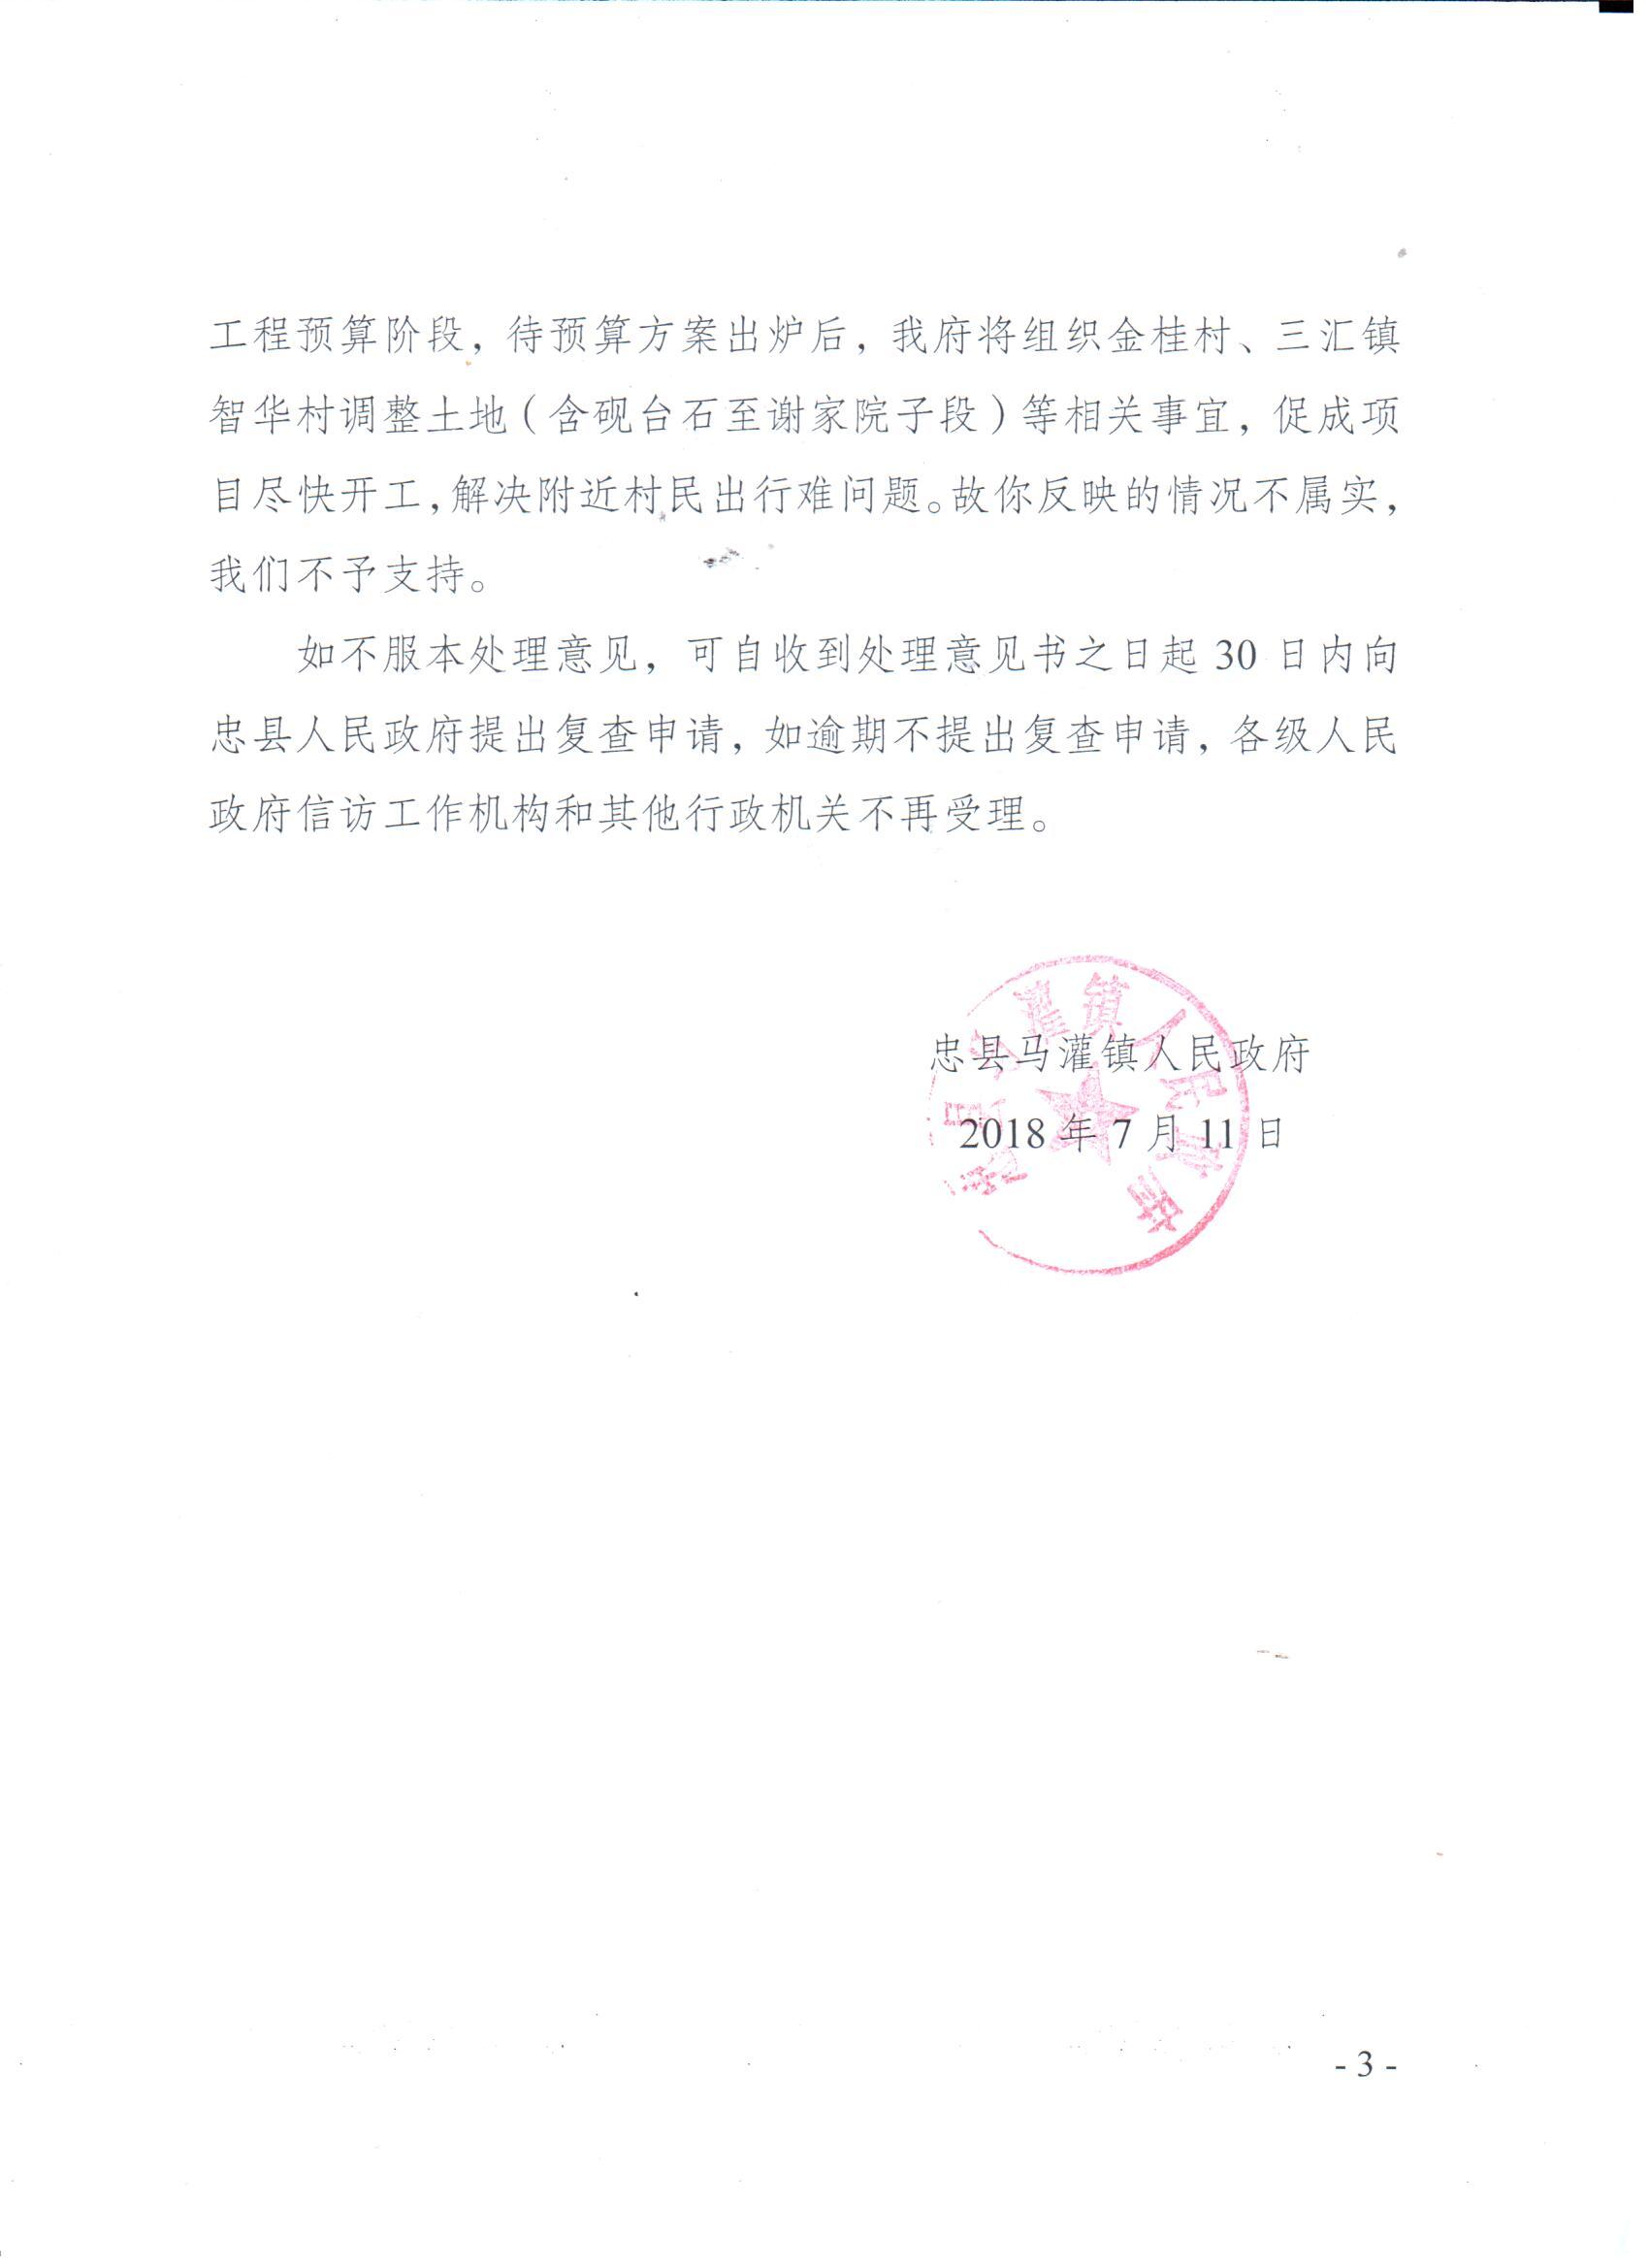 工程预算阶段，待预算方案出炉后，我府将组织金桂村、三汇镇
智华村调整土地（含砚台石至谢家院子段）等相关事宜，促成项
目尽快开工，解决附近村民出行难问题。故你反映的情况不属实，
我们不予支持。
如不服本处理意见，可自收到处理意见书之日起 30 日内向
忠县人民政府提出复查申请，如逾期不提出复查申请，各级人民
政府信访工作机构和其他行政机关不再受理。
忠县马灌镇人民政府
2018 年 7 月 11 日
- 3 -